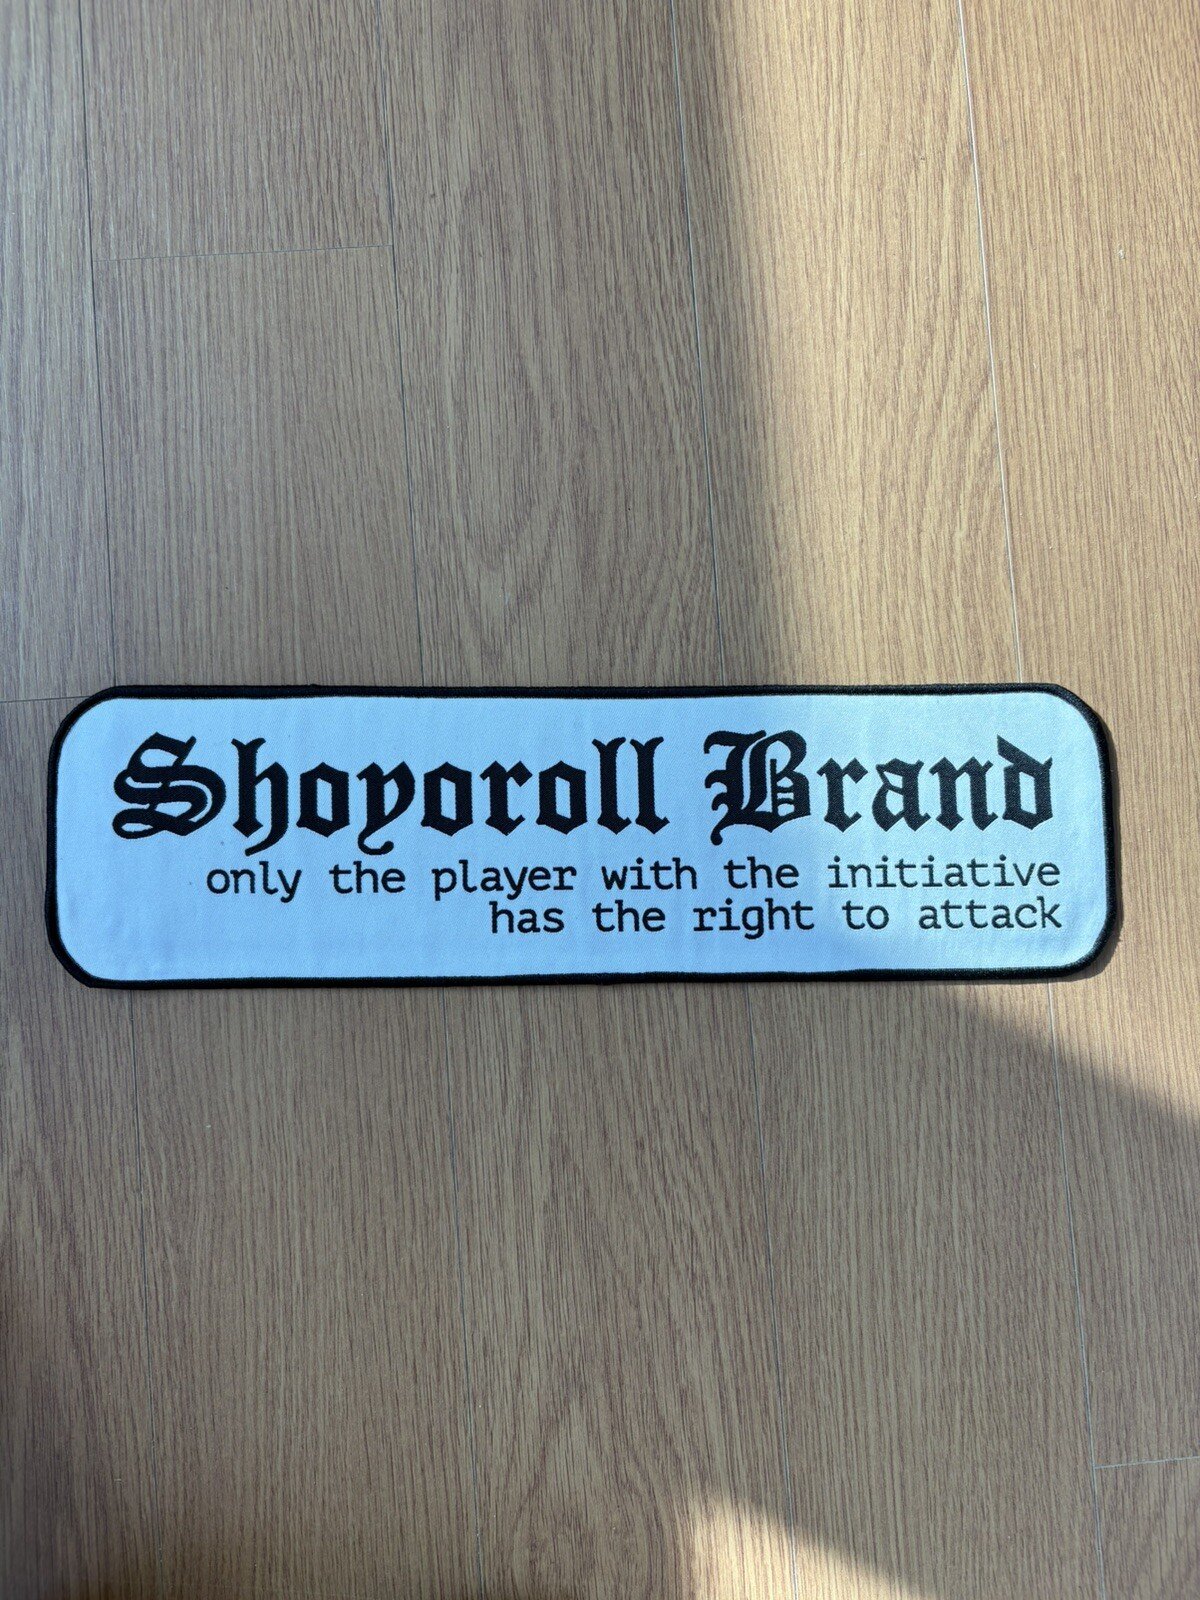 Shoyoroll Brand
only the player with the initiative
has the right to attack